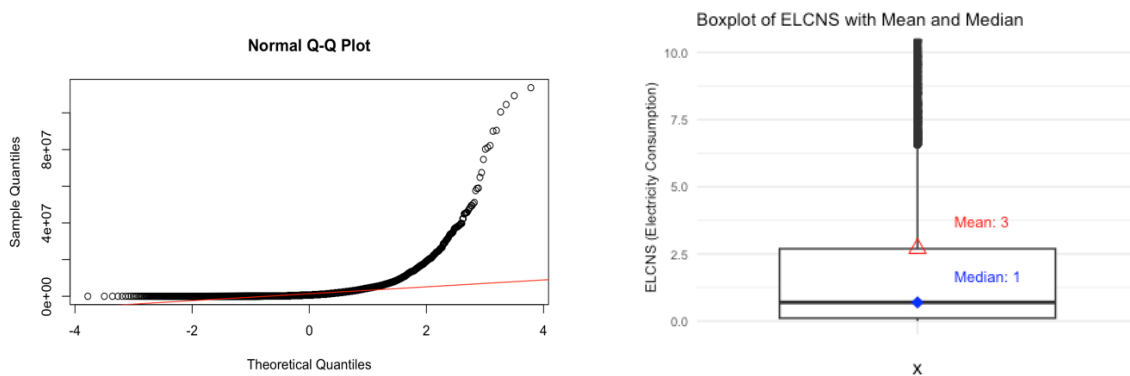 Normal Q-Q Plot
Sample Quantiles
8e+07
4e+07
0e+00
-4
-2
0
2
4
Theoretical Quantiles
Boxplot of ELCNS with Mean and Median
ELCNS (Electricity Consumption)
10.0
7.5
5.0
2.5
0.0
Mean: 3
Median: 1
x